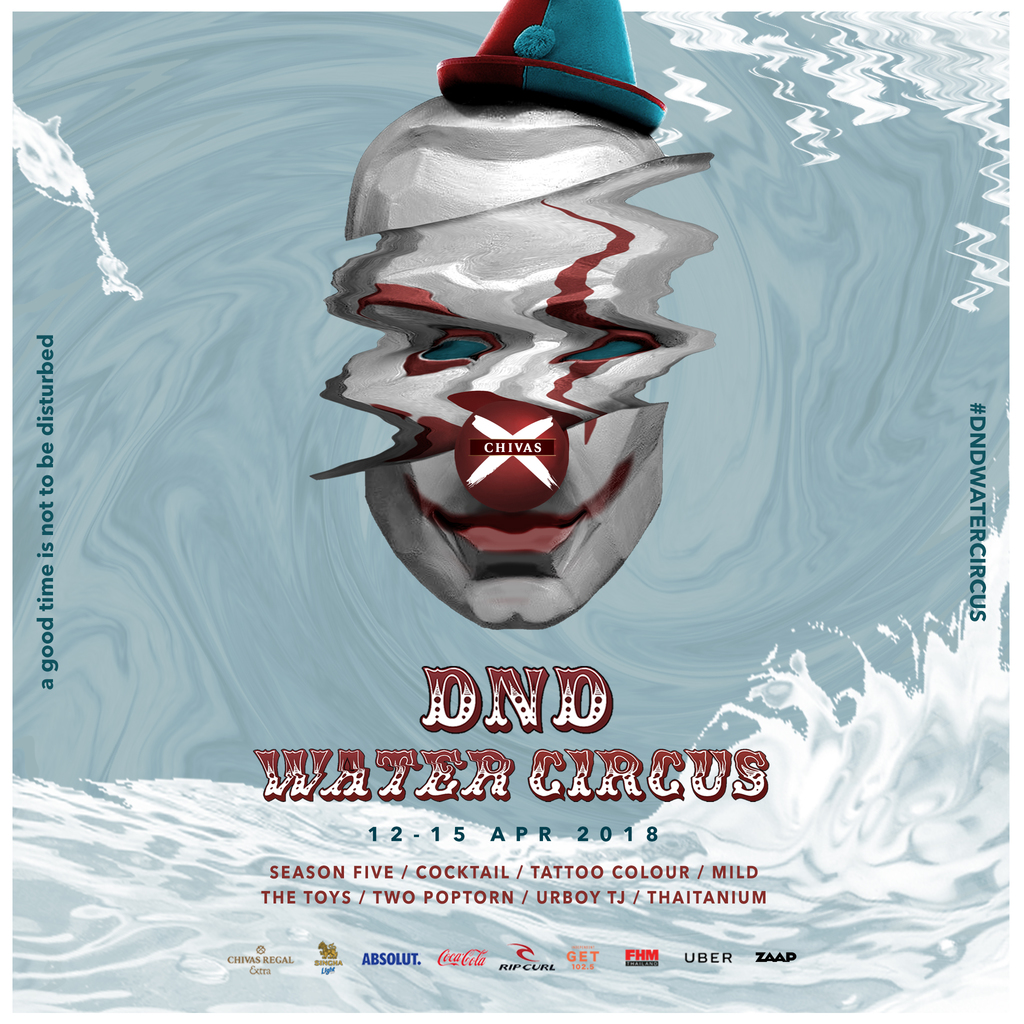 a good time is not to be disturbed
#DNDWATERCIRCUS
CHIVAS
DND
WATER CIRCUS
12-15 APR 2018
SEASON FIVE / COCKTAIL / TATTOO COLOUR / MILD
THE TOYS / TWO POPTORN / URBOY TJ / THAITANIUM
CHIVAS REGAL
Extra
SINGHA
Light
ABSOLUT.
Coca-Cola
RIP CURL
GET
102.5
FHM
THAILAND
UBER
ZAAP